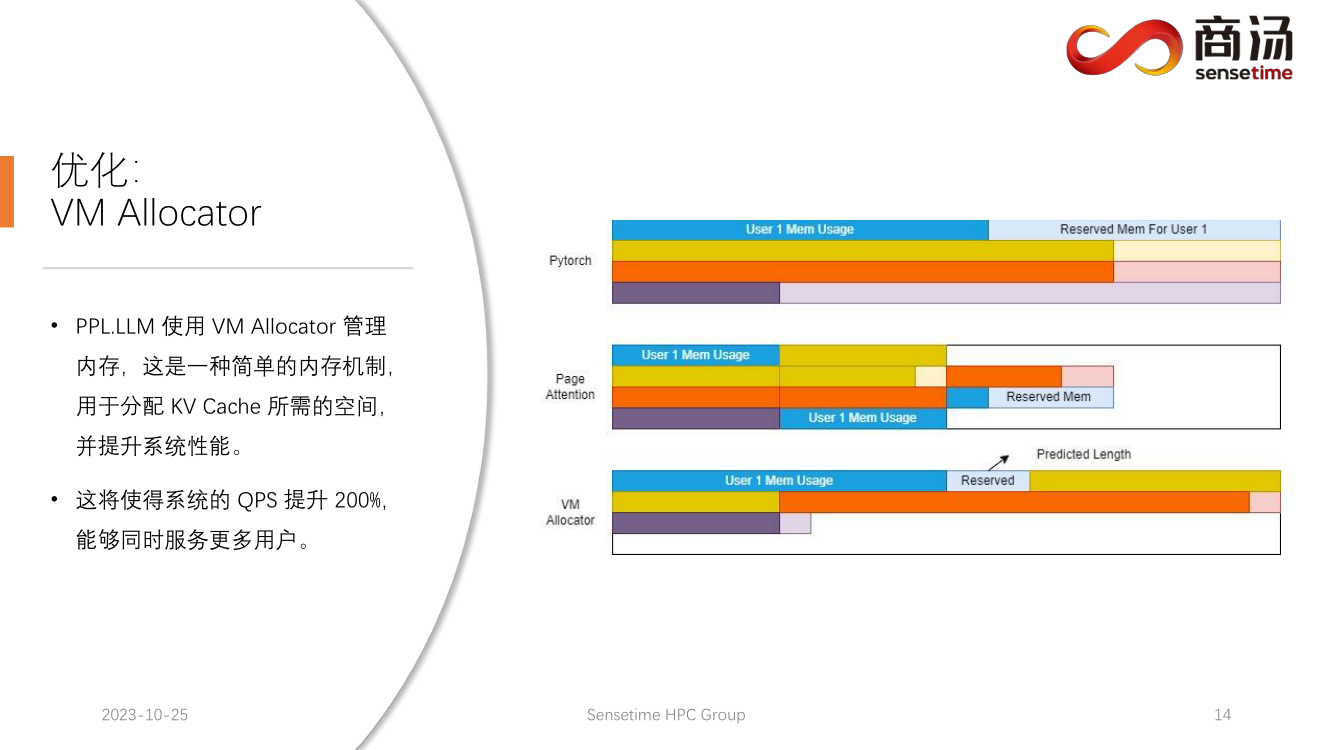 商汤
sensetime
优化：
VM Allocator
• PPL.LLM 使用 VM Allocator 管理
内存，这是一种简单的内存机制，
用于分配 KV Cache 所需的空间，
并提升系统性能。
• 这将使得系统的 QPS 提升 200%，
能够同时服务更多用户。
Pytorch
User 1 Mem Usage
Reserved Mem For User 1
Page
Attention
User 1 Mem Usage
Reserved Mem
User 1 Mem Usage
Predicted Length
VM
Allocator
User 1 Mem Usage
Reserved
2023-10-25
Sensetime HPC Group
14